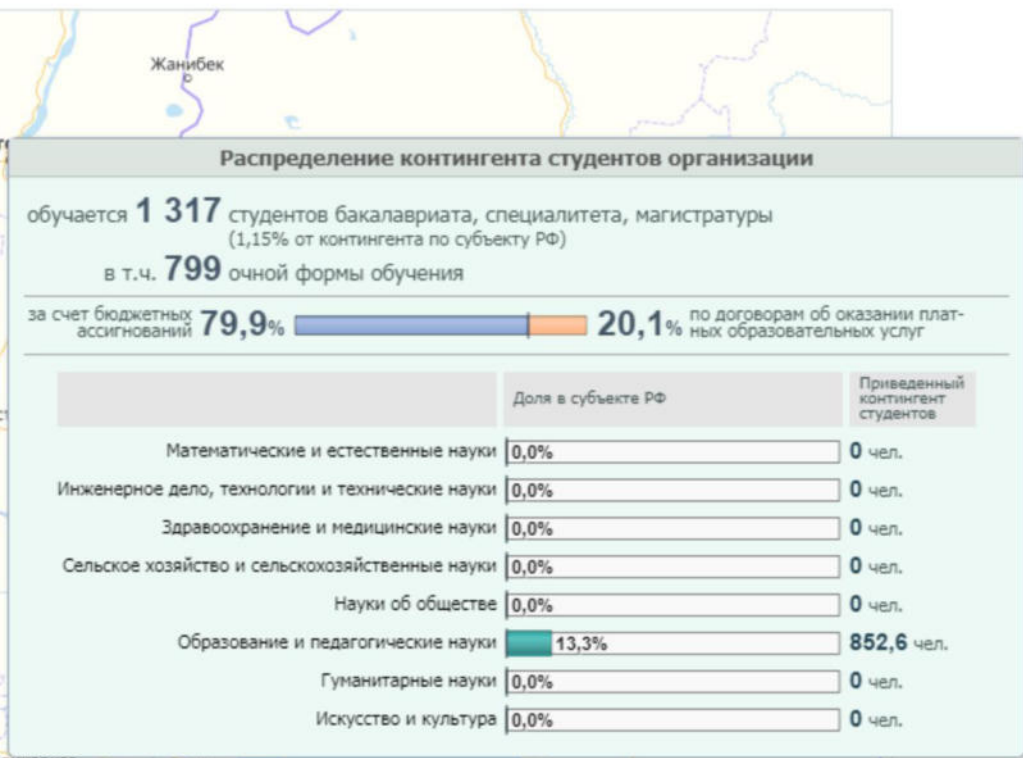 Жанибек
Распределение контингента студентов организации
обучается 1 317 студентов бакалавриата, специалитета, магистратуры
(1,15% от контингента по субъекту РФ)
в т.ч. 799 очной формы обучения
за счет бюджетных
ассигнований 79,9% 20,1% по договорам об оказании плат-
ных образовательных услуг
Доля в субъекте РФ
Приведенный
контингент
студентов
Математические и естественные науки 0,0% 0 чел.
Инженерное дело, технологии и технические науки 0,0% 0 чел.
Здравоохранение и медицинские науки 0,0% 0 чел.
Сельское хозяйство и сельскохозяйственные науки 0,0% 0 чел.
Науки об обществе 0,0% 0 чел.
Образование и педагогические науки 13,3% 852,6 чел.
Гуманитарные науки 0,0% 0 чел.
Искусство и культура 0,0% 0 чел.